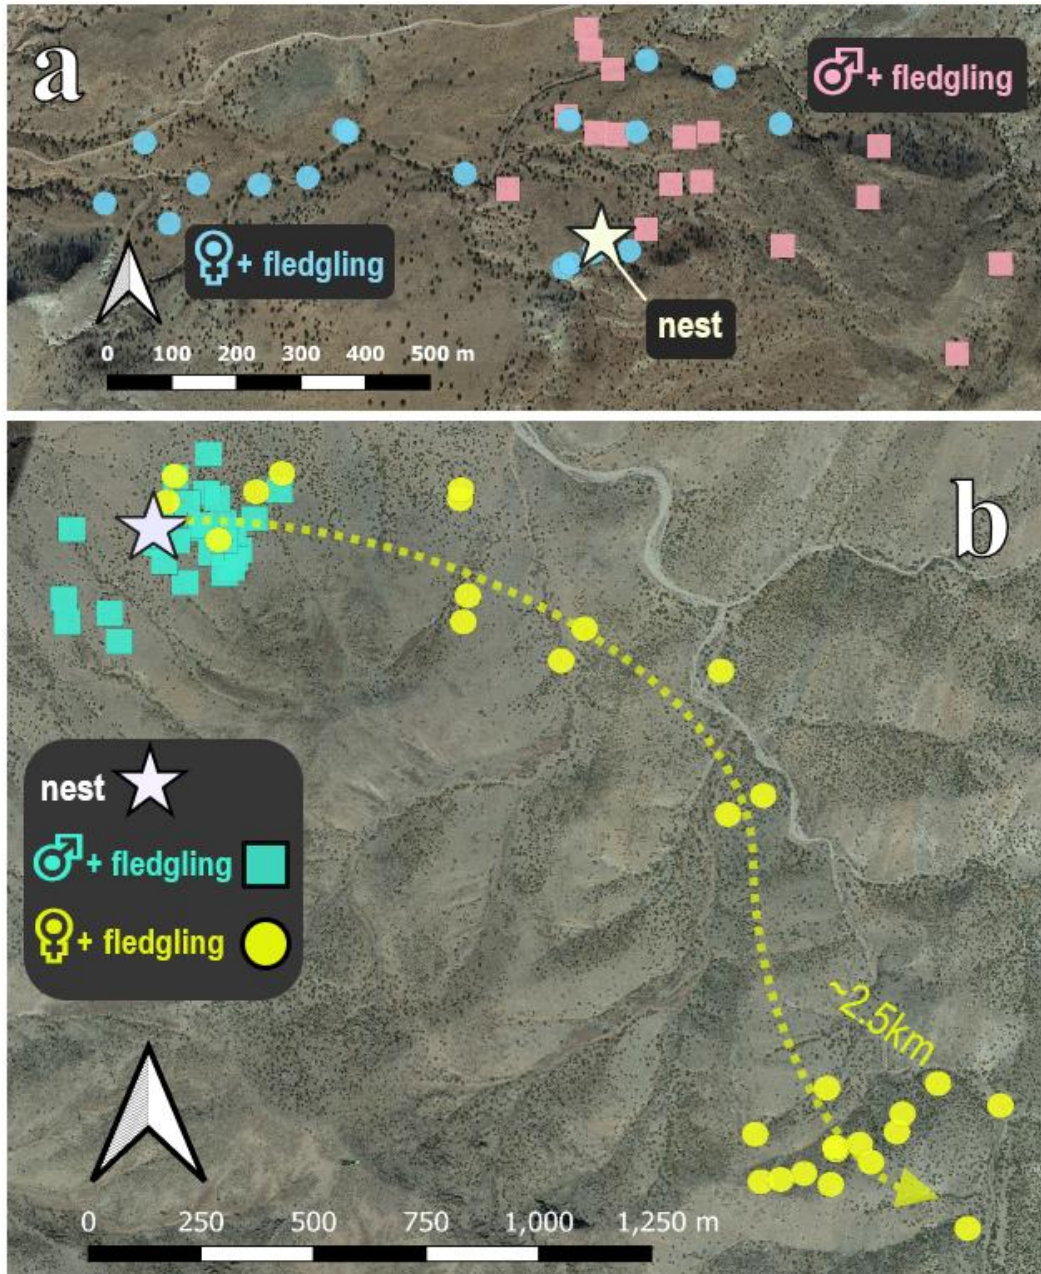 a
♂ + fledgling
♀ + fledgling
nest
0 100 200 300 400 500 m
b
nest
♂ + fledgling
♀ + fledgling
~2.5km
0 250 500 750 1,000 1,250 m